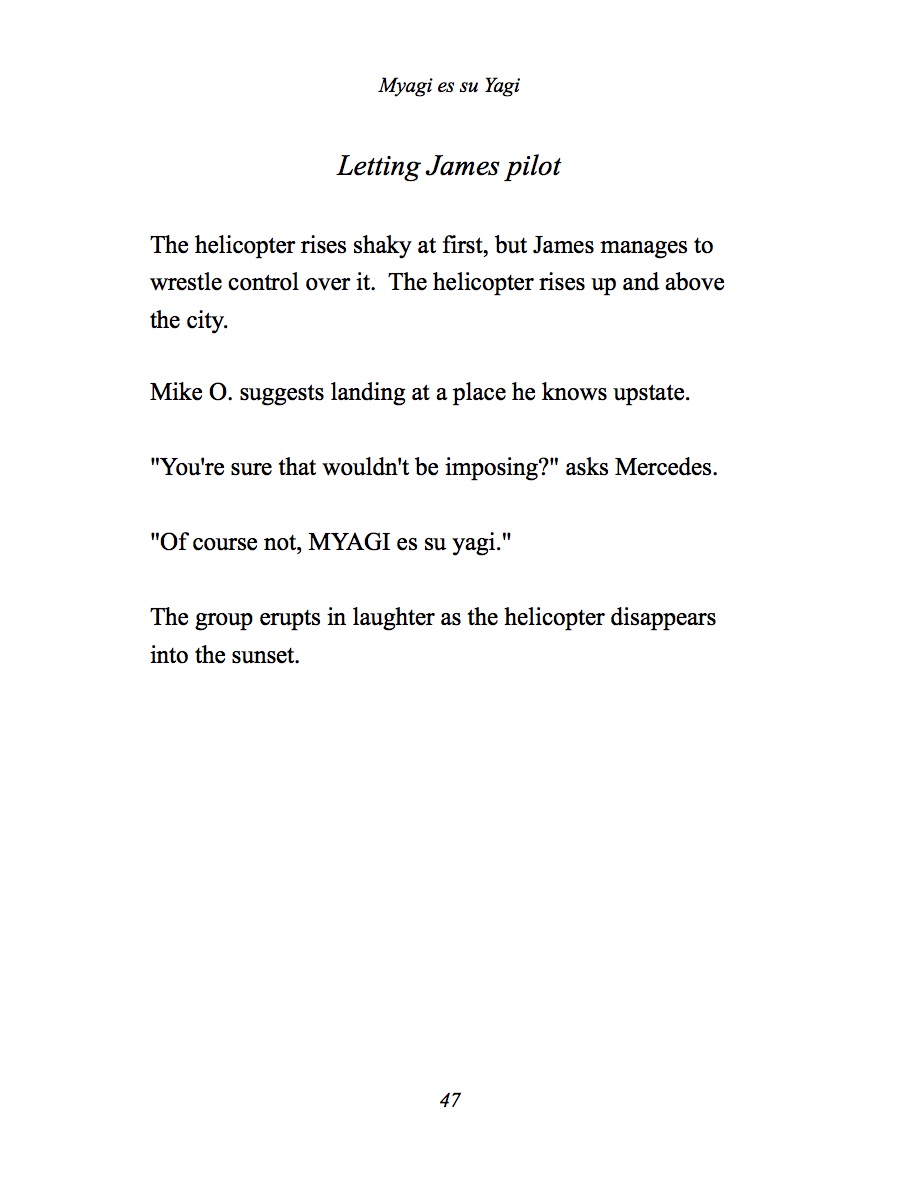 Myagi es su Yagi
Letting James pilot
The helicopter rises shaky at first, but James manages to
wrestle control over it.  The helicopter rises up and above
the city.
Mike O. suggests landing at a place he knows upstate.
"You're sure that wouldn't be imposing?" asks Mercedes.
"Of course not, MYAGI es su yagi."
The group erupts in laughter as the helicopter disappears
into the sunset.
47